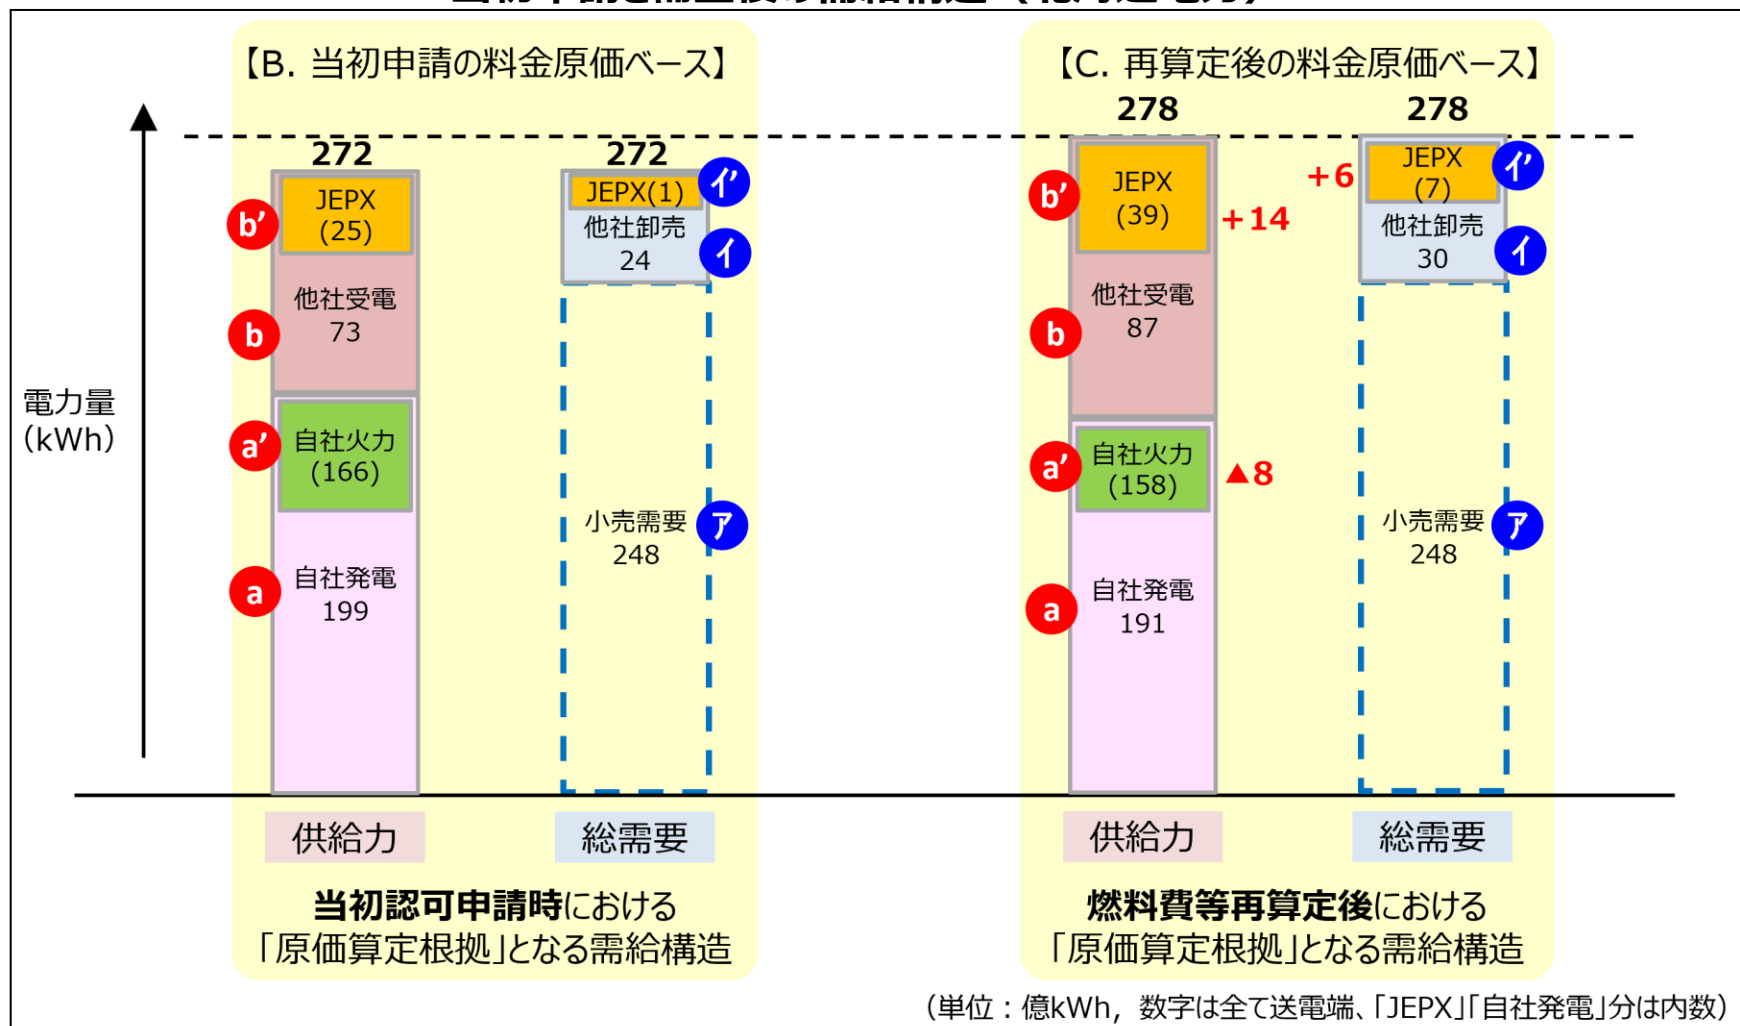 【B. 当初申請の料金原価ベース】
272
272
JEPX
(25)
b’
他社受電
73
b
自社火力
(166)
a’
自社発電
199
a
JEPX(1)
イ’
他社卸売
24
イ
小売需要
248
ア
供給力
総需要
当初認可申請時における
「原価算定根拠」となる需給構造
電力量
(kWh)
【C. 再算定後の料金原価ベース】
278
278
JEPX
(39)
b’
+14
他社受電
87
b
自社火力
(158)
a’
▲8
自社発電
191
a
+6
JEPX
(7)
イ’
他社卸売
30
イ
小売需要
248
ア
供給力
総需要
燃料費等再算定後における
「原価算定根拠」となる需給構造
（単位：億kWh，数字は全て送電端、「JEPX」「自社発電」分は内数）